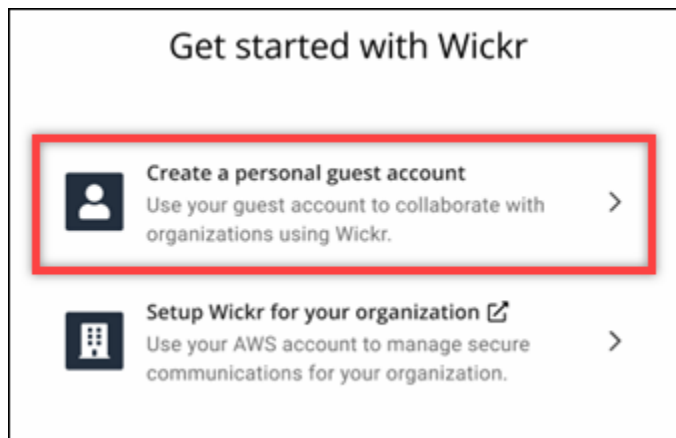 Get started with Wickr
Create a personal guest account
Use your guest account to collaborate with
organizations using Wickr.
Setup Wickr for your organization
Use your AWS account to manage secure
communications for your organization.